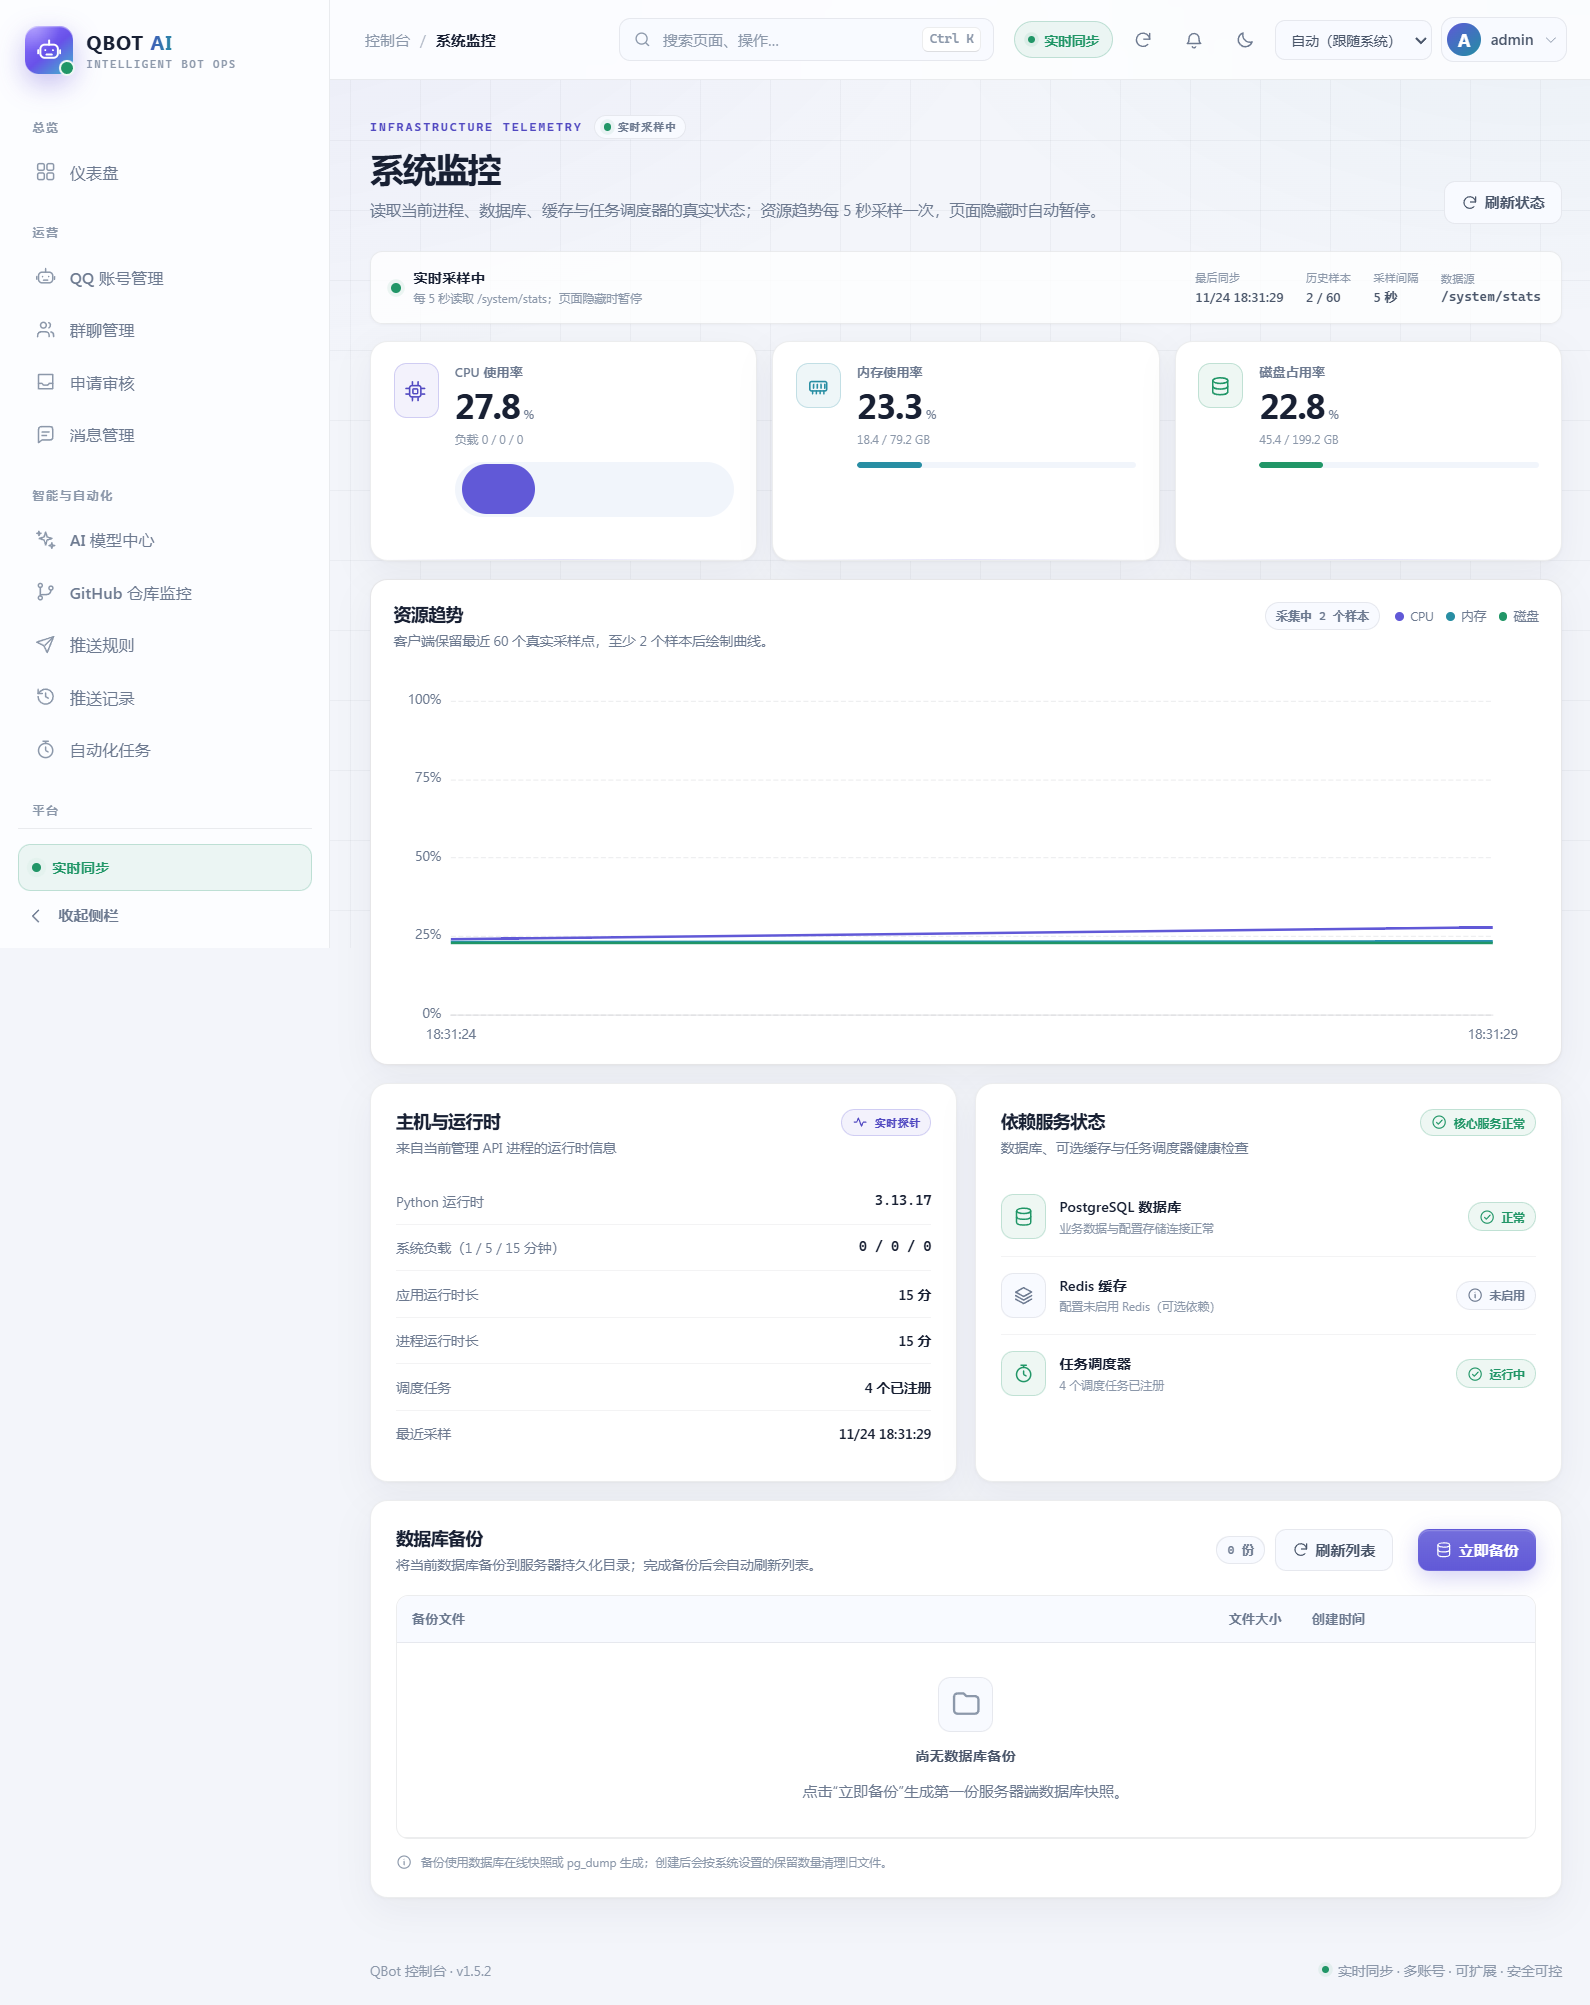 QBOT AI
INTELLIGENT BOT OPS
总览
仪表盘
运营
QQ 账号管理
群聊管理
申请审核
消息管理
智能与自动化
AI 模型中心
GitHub 仓库监控
推送规则
推送记录
自动化任务
平台
实时同步
收起侧栏
控制台 / 系统监控
搜索页面、操作... Ctrl K
实时同步
自动（跟随系统）
A admin
INFRASTRUCTURE TELEMETRY 实时采样中
系统监控
读取当前进程、数据库、缓存与任务调度器的真实状态；资源趋势每 5 秒采样一次，页面隐藏时自动暂停。
刷新状态
实时采样中
每 5 秒读取 /system/stats；页面隐藏时暂停
最后同步 历史样本 采样间隔 数据源
11/24 18:31:29 2 / 60 5 秒 /system/stats
CPU 使用率
27.8 %
负载 0 / 0 / 0
内存使用率
23.3 %
18.4 / 79.2 GB
磁盘占用率
22.8 %
45.4 / 199.2 GB
资源趋势
客户端保留最近 60 个真实采样点，至少 2 个样本后绘制曲线。
采集中 2 个样本 CPU 内存 磁盘
100%
75%
50%
25%
0%
18:31:24 18:31:29
主机与运行时
来自当前管理 API 进程的运行时信息
实时探针
Python 运行时 3.13.17
系统负载（1 / 5 / 15 分钟） 0 / 0 / 0
应用运行时长 15 分
进程运行时长 15 分
调度任务 4 个已注册
最近采样 11/24 18:31:29
依赖服务状态
数据库、可选缓存与任务调度器健康检查
核心服务正常
PostgreSQL 数据库
业务数据与配置存储连接正常
正常
Redis 缓存
配置未启用 Redis（可选依赖）
未启用
任务调度器
4 个调度任务已注册
运行中
数据库备份
将当前数据库备份到服务器持久化目录；完成备份后会自动刷新列表。
0 份 刷新列表 立即备份
备份文件 文件大小 创建时间
尚无数据库备份
点击“立即备份”生成第一份服务器端数据库快照。
备份使用数据库在线快照或 pg_dump 生成；创建后会按系统设置的保留数量清理旧文件。
QBot 控制台 · v1.5.2
实时同步 · 多账号 · 可扩展 · 安全可控